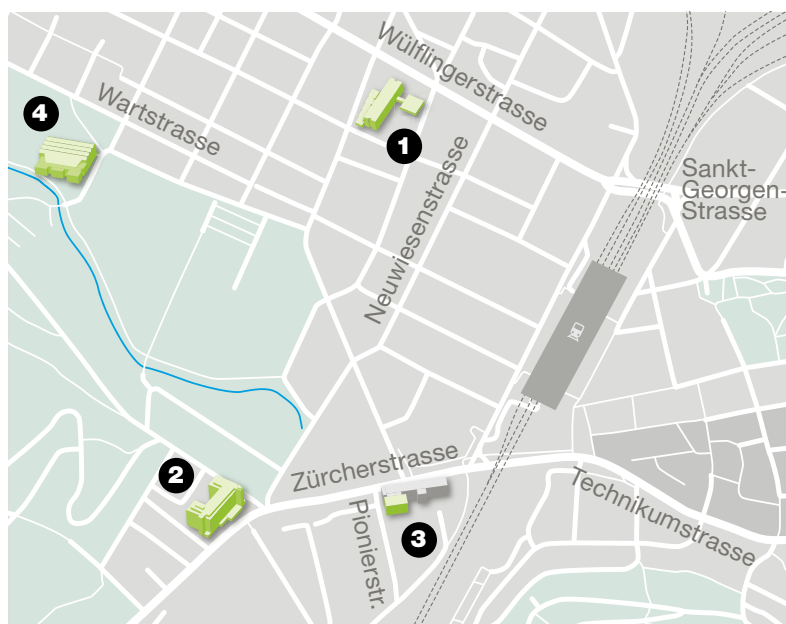 Wülflingerstrasse
Wartstrasse
4
1
Neuwiesenstrasse
Sankt-
Georgen-
Strasse
2
Zürcherstrasse
Technikumstrasse
3
Pionierstr.